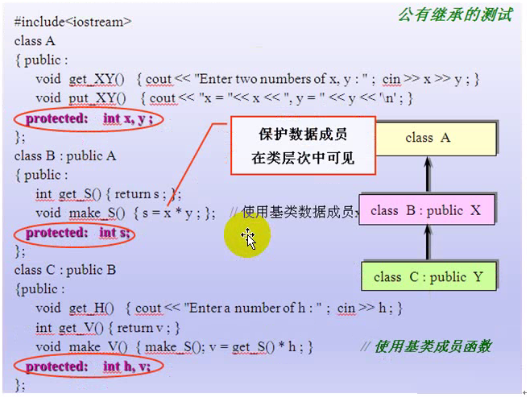 公有继承的测试
#include<iostream>
class A
{ public :
void get_XY() { cout << "Enter two numbers of x, y : " ; cin >> x >> y ; }
void put_XY() { cout << "x = "<< x << ", y = " << y << '\n' ; }
protected: int x, y ;
};
class B : public A
{ public :
int get_S() { return s ; };
void make_S() { s = x * y ; }; // 使用基类数据成员x
protected: int s;
};
class C : public B
{public :
void get_H() { cout << "Enter a number of h : " ; cin >> h ; }
int get_V() { return v ; }
void make_V() { make_S(); v = get_S() * h ; } // 使用基类成员函数
protected: int h, v;
};
保护数据成员
在类层次中可见
class A
class B : public X
class C : public Y